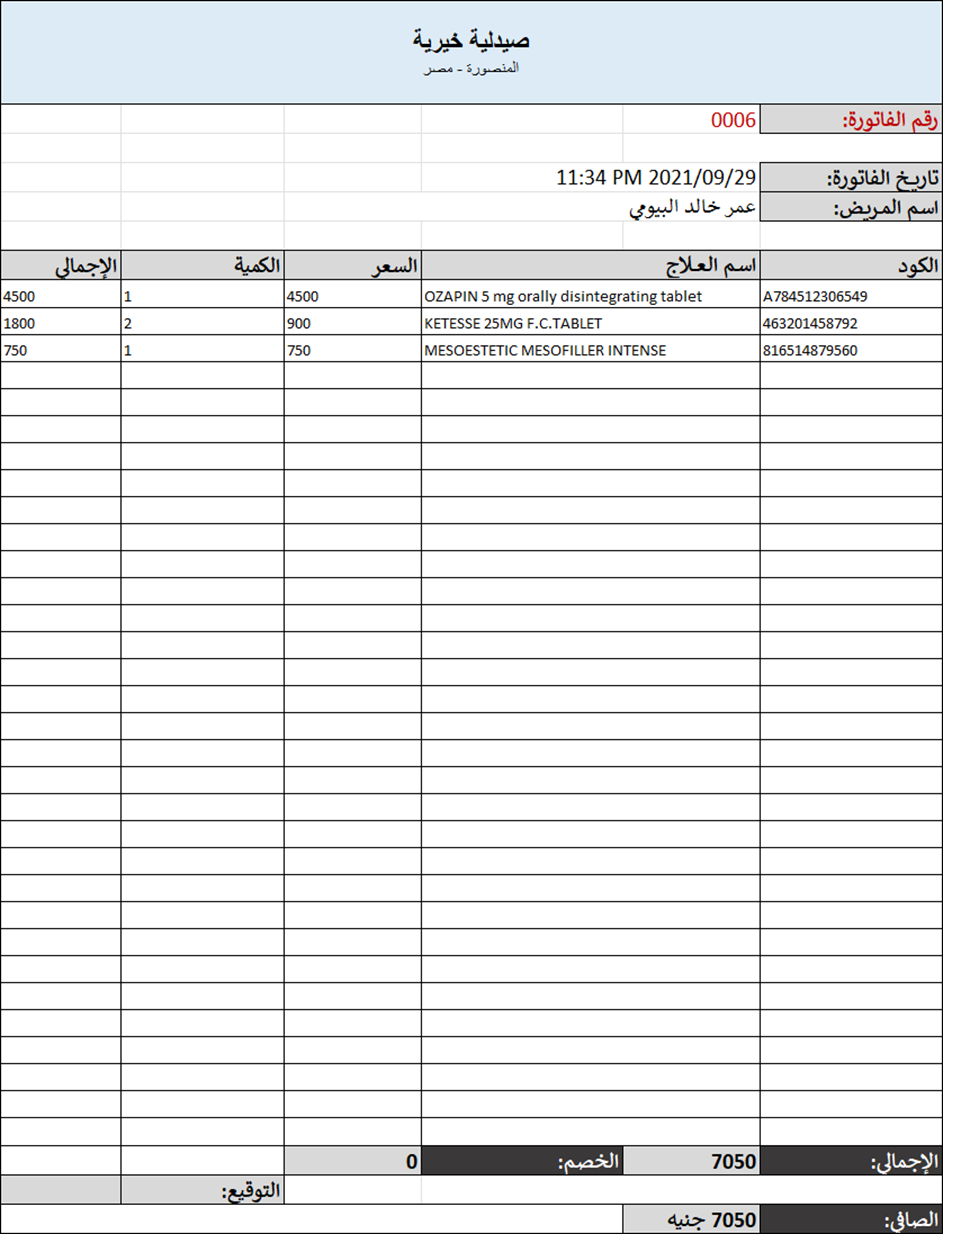 صيدلية خيرية
المنصورة - مصر
رقم الفاتورة: 0006
تاريخ الفاتورة: 2021/09/29 11:34 PM
اسم المريض: عمر خالد البيومي
الكود اسم العلاج السعر الكمية الإجمالي
A784512306549 OZAPIN 5 mg orally disintegrating tablet 4500 1 4500
463201458792 KETESSE 25MG F.C.TABLET 900 2 1800
816514879560 MESOESTETIC MESOFILLER INTENSE 750 1 750
الإجمالي: 7050 الخصم: 0
التوقيع:
الصافي: 7050 جنيه